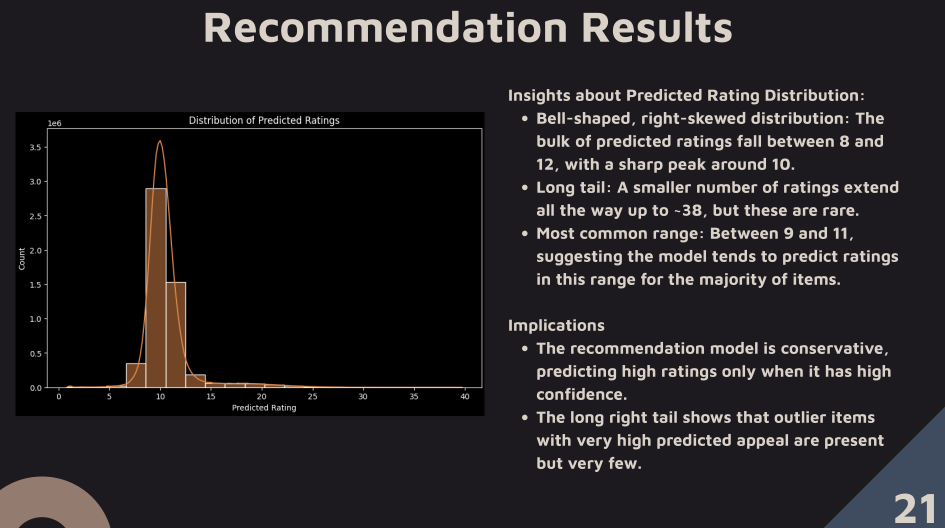 Recommendation Results
1e6
Distribution of Predicted Ratings
3.5
3.0
2.5
2.0
1.5
1.0
0.5
0.0
Count
0 5 10 15 20 25 30 35 40
Predicted Rating
Insights about Predicted Rating Distribution:
• Bell-shaped, right-skewed distribution: The
bulk of predicted ratings fall between 8 and
12, with a sharp peak around 10.
• Long tail: A smaller number of ratings extend
all the way up to ~38, but these are rare.
• Most common range: Between 9 and 11,
suggesting the model tends to predict ratings
in this range for the majority of items.
Implications
• The recommendation model is conservative,
predicting high ratings only when it has high
confidence.
• The long right tail shows that outlier items
with very high predicted appeal are present
but very few.
21